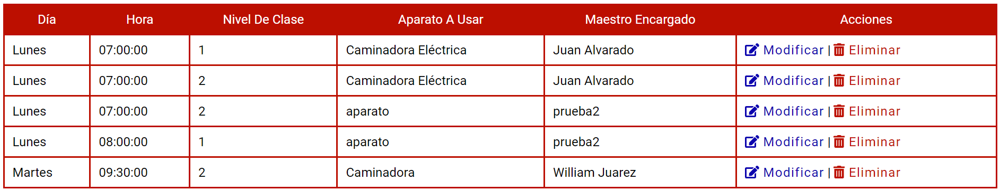 Día Hora Nivel De Clase Aparato A Usar Maestro Encargado Acciones
Lunes 07:00:00 1 Caminadora Eléctrica Juan Alvarado Modificar | Eliminar
Lunes 07:00:00 2 Caminadora Eléctrica Juan Alvarado Modificar | Eliminar
Lunes 07:00:00 2 aparato prueba2 Modificar | Eliminar
Lunes 08:00:00 1 aparato prueba2 Modificar | Eliminar
Martes 09:30:00 2 Caminadora William Juarez Modificar | Eliminar